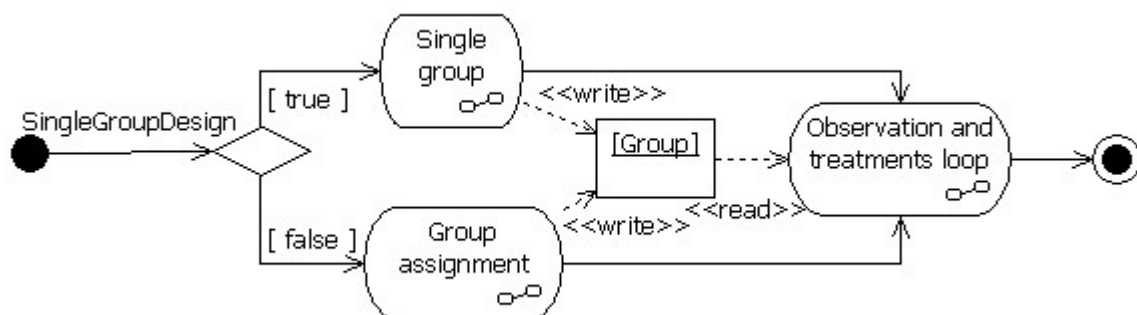 Single
group
[ true ]
<<write>>
SingleGroupDesign
[Group]
Observation and
treatments loop
<<read>>
<<write>>
[ false ]
Group
assignment